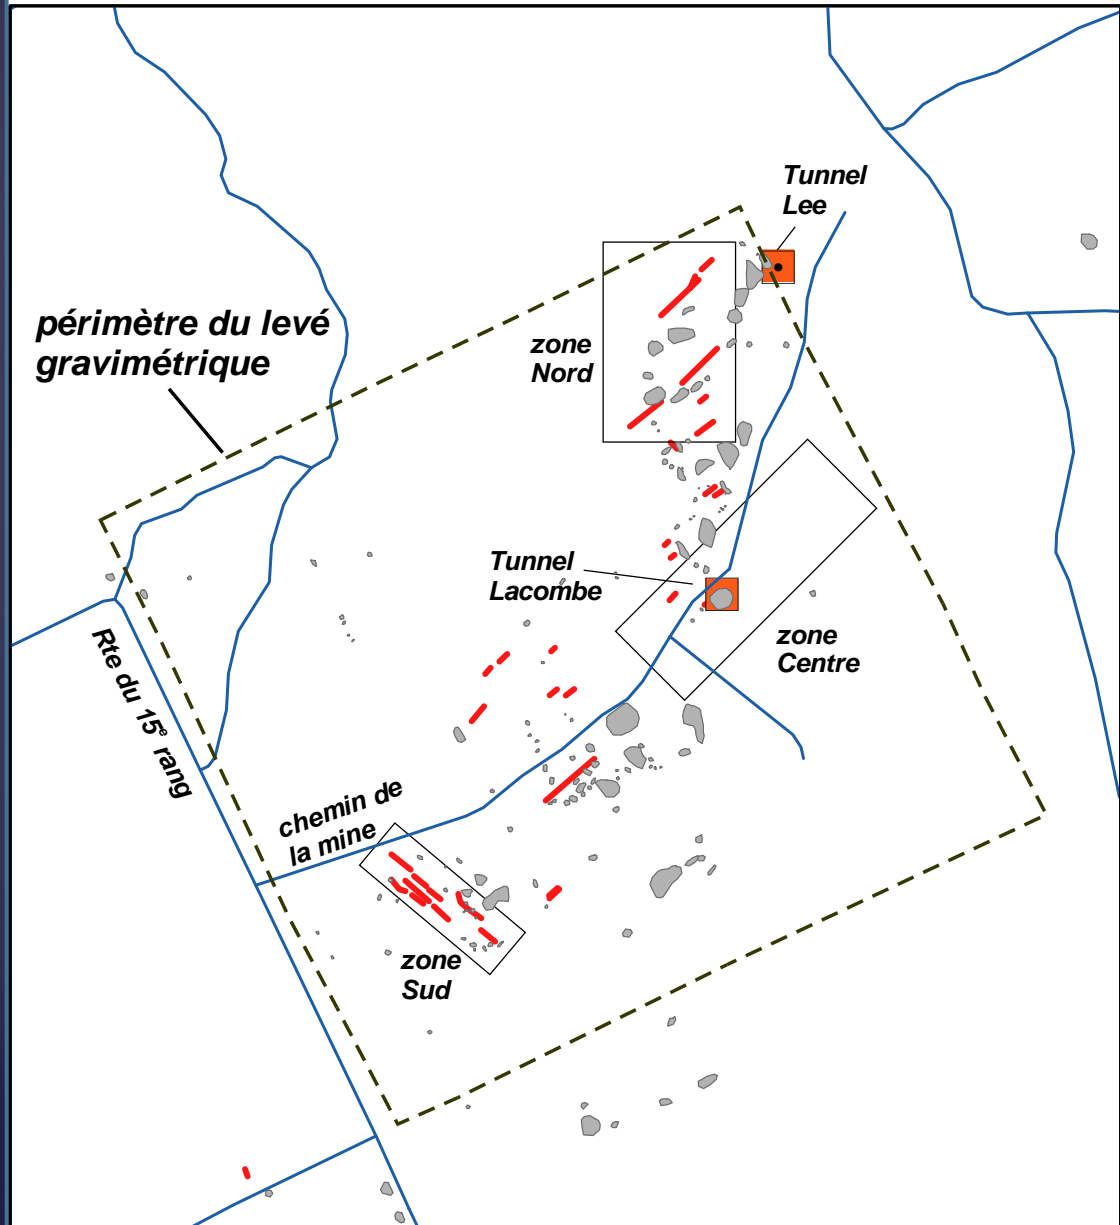 Tunnel
Lee
périmètre du levé
gravimétrique
zone
Nord
Tunnel
Lacombe
zone
Centre
Rte du 15e rang
chemin de
la mine
zone
Sud